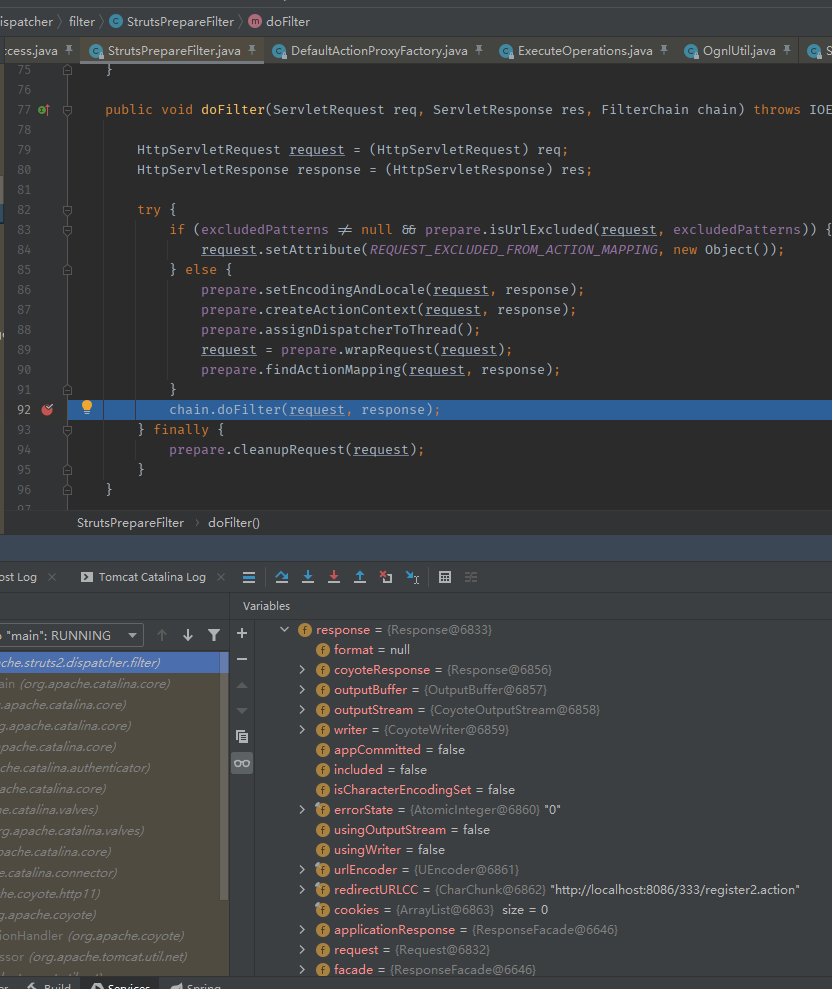 ispatcher filter StrutsPrepareFilter doFilter
ccess.java StrutsPrepareFilter.java DefaultActionProxyFactory.java ExecuteOperations.java OgnlUtil.java S
75 }
76
77 public void doFilter(ServletRequest req, ServletResponse res, FilterChain chain) throws IOE
78
79 HttpServletRequest request = (HttpServletRequest) req;
80 HttpServletResponse response = (HttpServletResponse) res;
81
82 try {
83 if (excludedPatterns ≠ null && prepare.isUrlExcluded(request, excludedPatterns)) {
84 request.setAttribute(REQUEST_EXCLUDED_FROM_ACTION_MAPPING, new Object());
85 } else {
86 prepare.setEncodingAndLocale(request, response);
87 prepare.createActionContext(request, response);
88 prepare.assignDispatcherToThread();
89 request = prepare.wrapRequest(request);
90 prepare.findActionMapping(request, response);
91 }
92 chain.doFilter(request, response);
93 } finally {
94 prepare.cleanupRequest(request);
95 }
96 }
97
StrutsPrepareFilter doFilter()
ost Log Tomcat Catalina Log
Variables
"main": RUNNING
che.struts2.dispatcher.filter)
ain (org.apache.catalina.core)
g.apache.catalina.core)
rg.apache.catalina.core)
pache.catalina.core)
che.catalina.authenticator)
che.catalina.core)
he.catalina.valves)
org.apache.catalina.valves)
pache.catalina.core)
e.catalina.connector)
he.coyote.http11)
rg.apache.coyote)
ionHandler (org.apache.coyote)
ssor (org.apache.tomcat.util.net)
response = {Response@6833}
format = null
coyoteResponse = {Response@6856}
outputBuffer = {OutputBuffer@6857}
outputStream = {CoyoteOutputStream@6858}
writer = {CoyoteWriter@6859}
appCommitted = false
included = false
isCharacterEncodingSet = false
errorState = {AtomicInteger@6860} "0"
usingOutputStream = false
usingWriter = false
urlEncoder = {UEncoder@6861}
redirectURLCC = {CharChunk@6862} "http://localhost:8086/333/register2.action"
cookies = {ArrayList@6863} size = 0
applicationResponse = {ResponseFacade@6646}
request = {Request@6832}
facade = {ResponseFacade@6646}
Build Services Spring